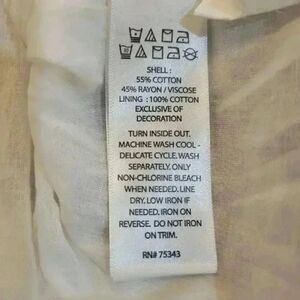 SHELL :
55% COTTON
45% RAYON / VISCOSE
LINING : 100% COTTON
EXCLUSIVE OF
DECORATION
TURN INSIDE OUT.
MACHINE WASH COOL -
DELICATE CYCLE. WASH
SEPARATELY. ONLY
NON-CHLORINE BLEACH
WHEN NEEDED. LINE
DRY. LOW IRON IF
NEEDED. IRON ON
REVERSE. DO NOT IRON
ON TRIM.
RN# 75343